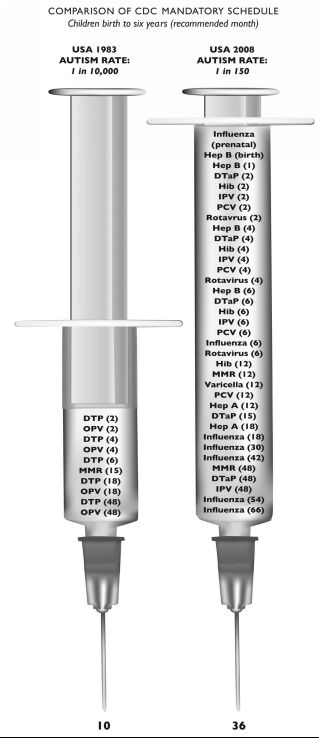 COMPARISON OF CDC MANDATORY SCHEDULE
Children birth to six years (recommended month)
USA 1983
AUTISM RATE:
1 in 10,000
DTP (2)
OPV (2)
DTP (4)
OPV (4)
DTP (6)
MMR (15)
DTP (18)
OPV (18)
DTP (48)
OPV (48)
10
USA 2008
AUTISM RATE:
1 in 150
Influenza
(prenatal)
Hep B (birth)
Hep B (1)
DTaP (2)
Hib (2)
IPV (2)
PCV (2)
Rotavrus (2)
Hep B (4)
DTaP (4)
Hib (4)
IPV (4)
PCV (4)
Rotavirus (4)
Hep B (6)
DTaP (6)
Hib (6)
IPV (6)
PCV (6)
Influenza (6)
Rotavirus (6)
Hib (12)
MMR (12)
Varicella (12)
PCV (12)
Hep A (12)
DTaP (15)
Hep A (18)
Influenza (18)
Influenza (30)
Influenza (42)
MMR (48)
DTaP (48)
IPV (48)
Influenza (54)
Influenza (66)
36